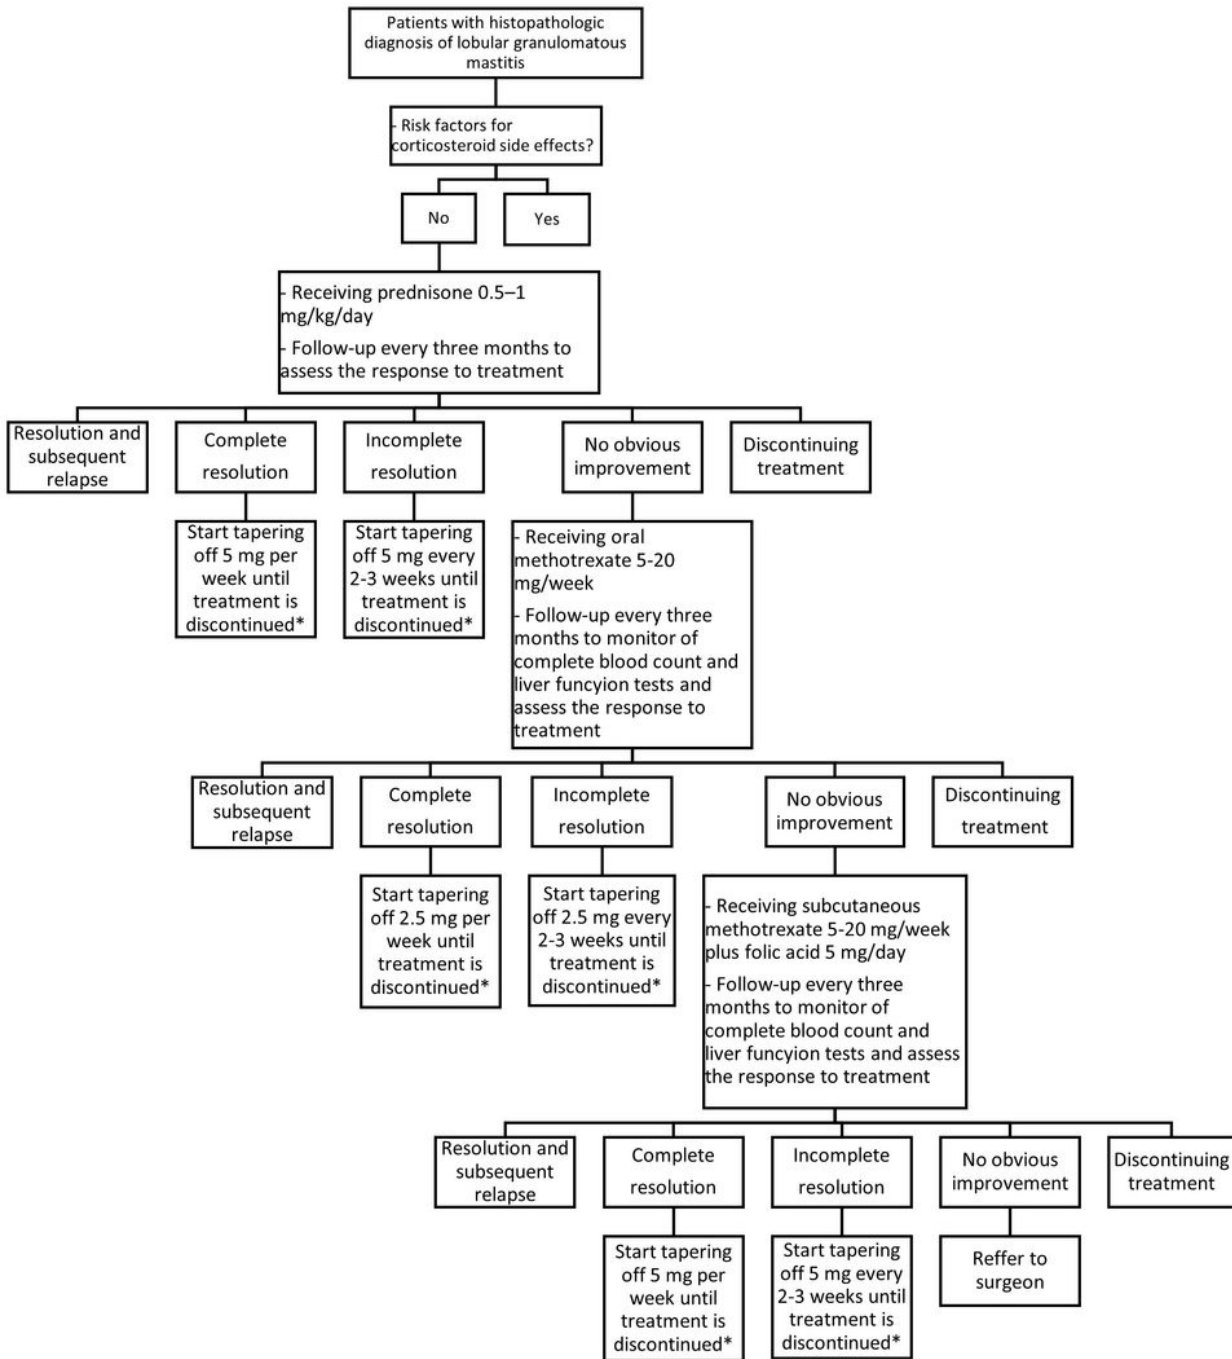 Patients with histopathologic
diagnosis of lobular granulomatous
mastitis
- Risk factors for
corticosteroid side effects?
No
Yes
- Receiving prednisone 0.5–1
mg/kg/day
- Follow-up every three months to
assess the response to treatment
Resolution and
subsequent
relapse
Complete
resolution
Incomplete
resolution
No obvious
improvement
Discontinuing
treatment
Start tapering
off 5 mg per
week until
treatment is
discontinued*
Start tapering
off 5 mg every
2-3 weeks until
treatment is
discontinued*
- Receiving oral
methotrexate 5-20
mg/week
- Follow-up every three
months to monitor of
complete blood count and
liver funcyion tests and
assess the response to
treatment
Resolution and
subsequent
relapse
Complete
resolution
Incomplete
resolution
No obvious
improvement
Discontinuing
treatment
Start tapering
off 2.5 mg per
week until
treatment is
discontinued*
Start tapering
off 2.5 mg every
2-3 weeks until
treatment is
discontinued*
- Receiving subcutaneous
methotrexate 5-20 mg/week
plus folic acid 5 mg/day
- Follow-up every three
months to monitor of
complete blood count and
liver funcyion tests and assess
the response to treatment
Resolution and
subsequent
relapse
Complete
resolution
Incomplete
resolution
No obvious
improvement
Discontinuing
treatment
Start tapering
off 5 mg per
week until
treatment is
discontinued*
Start tapering
off 5 mg every
2-3 weeks until
treatment is
discontinued*
Reffer to
surgeon